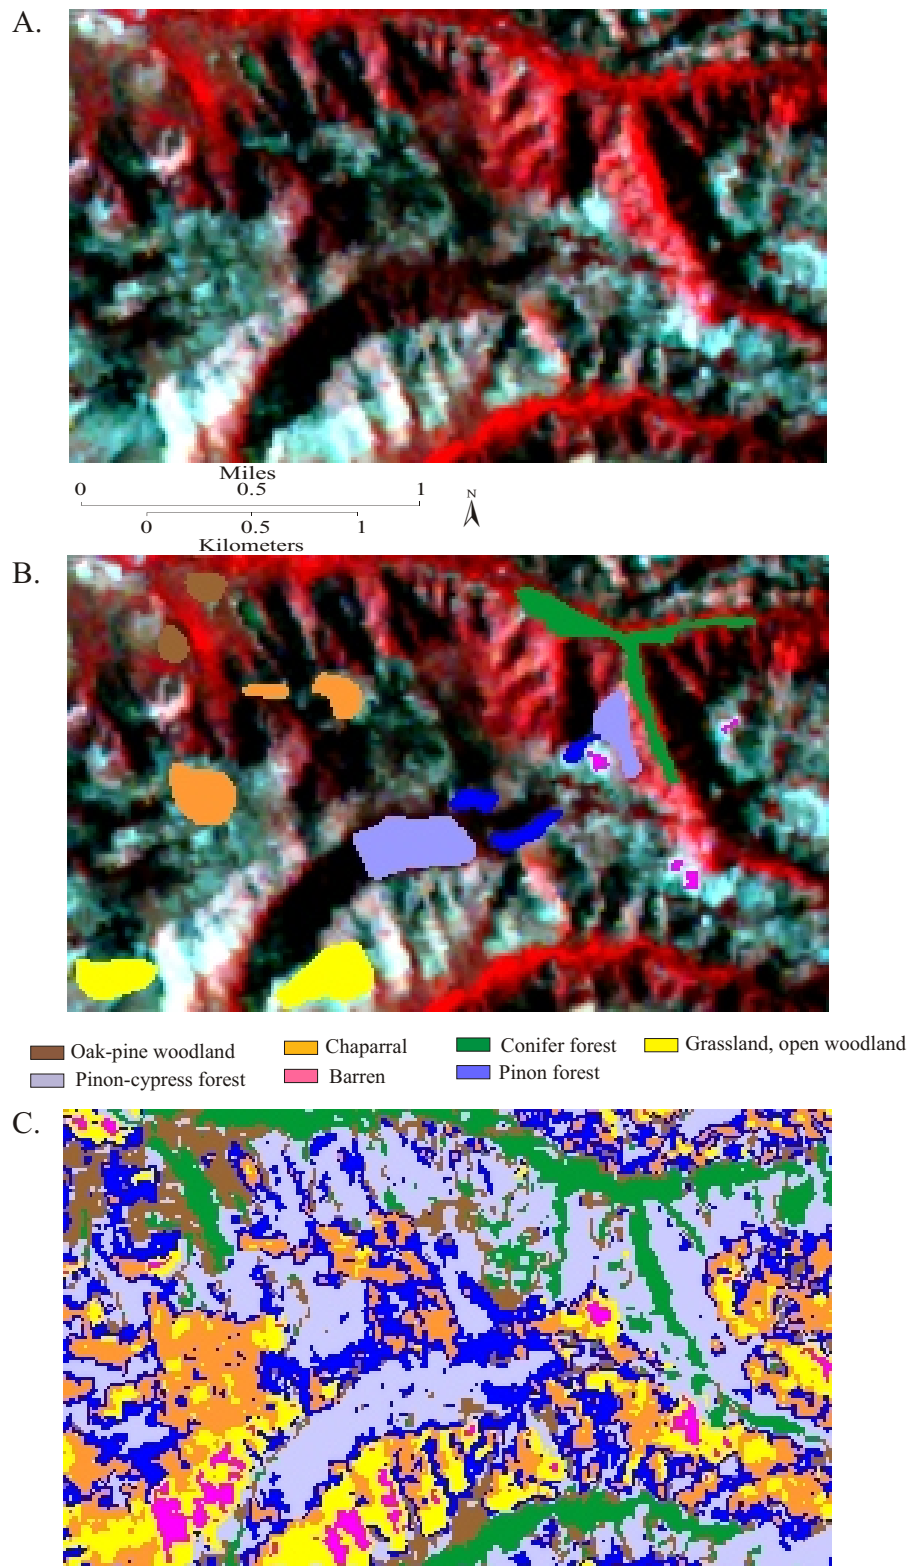 A.
Miles
0 0.5 1
N
0 0.5 1
Kilometers
B.
Oak-pine woodland Chaparral Conifer forest Grassland, open woodland
Pinon-cypress forest Barren Pinon forest
C.